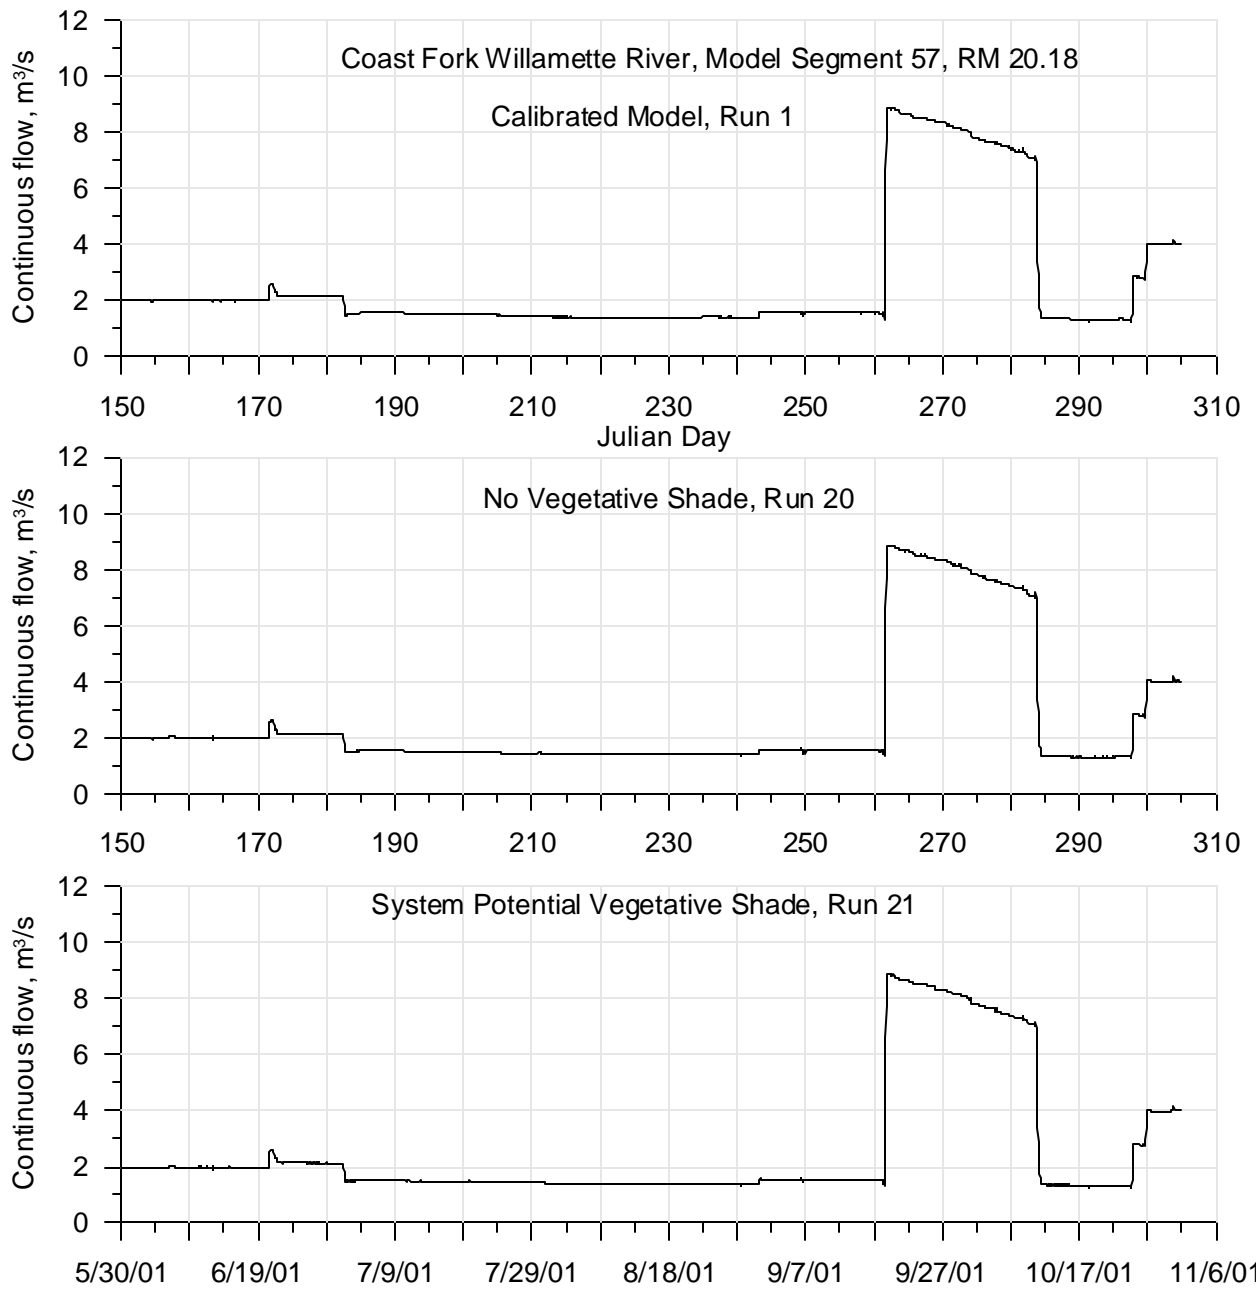 12
Coast Fork Willamette River, Model Segment 57, RM 20.18
10
Calibrated Model, Run 1
8
6
4
2
0
Continuous flow, m³/s
150 170 190 210 230 250 270 290 310
Julian Day
12
No Vegetative Shade, Run 20
10
8
6
4
2
0
Continuous flow, m³/s
150 170 190 210 230 250 270 290 310
12
System Potential Vegetative Shade, Run 21
10
8
6
4
2
0
Continuous flow, m³/s
5/30/01 6/19/01 7/9/01 7/29/01 8/18/01 9/7/01 9/27/01 10/17/01 11/6/01